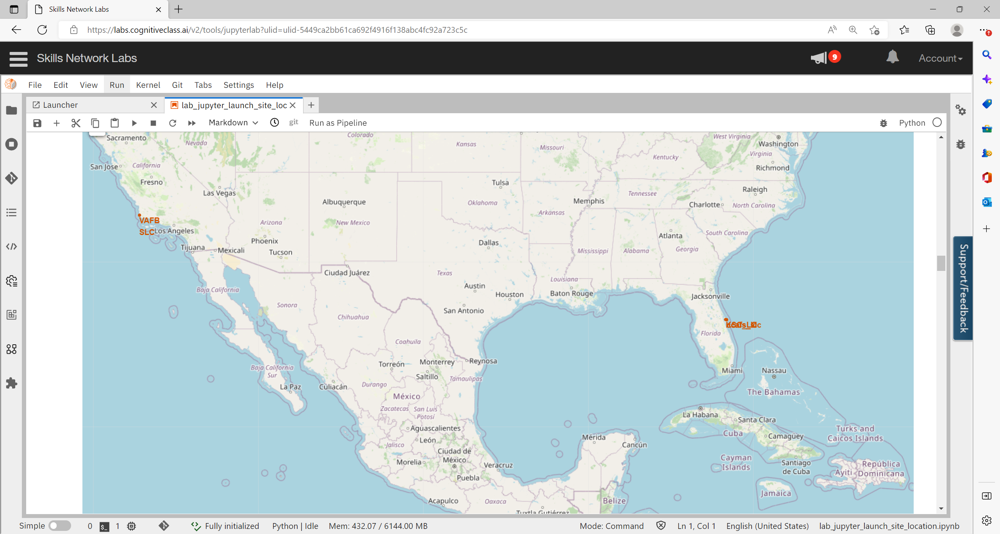 Skills Network Labs
https://labs.cognitiveclass.ai/v2/tools/jupyterlab?ulid=ulid-5449ca2bb61ca692f4916f138abc4fc92a723c5c
Skills Network Labs
9
Account
File Edit View Run Kernel Git Tabs Settings Help
Launcher
lab_jupyter_launch_site_loc
Markdown
git
Run as Pipeline
Python
Sacramento
Nevada
Colorado
Kansas
Missouri
West Virginia
Washington
Virginia
Kentucky
San Jose
California
Richmond
Fresno
Tulsa
Las Vegas
Raleigh
Tennessee
Albuquerque
Oklahoma
Memphis
Charlotte
North Carolina
Arkansas
VAFB
SLC
Los Angeles
Arizona
New Mexico
Atlanta
South Carolina
Phoenix
Dallas
Tijuana
Mexicali
Tucson
Mississippi
Alabama
Georgia
Ciudad Juárez
Texas
Louisiana
Austin
Baja California
Houston
Baton Rouge
Jacksonville
Sonora
San Antonio
Chihuahua
Florida
Coahuila
Torreón
Monterrey
Reynosa
Baja California
Sur
Saltillo
Tamaulipas
Miami
Nassau
La Paz
Culiacán
Durango
México
The Bahamas
Zacatecas
San Luis
Potosí
La Habana
Santa Clara
Aguascalientes
Cuba
Camagüey
Turks and
Caicos Islands
León
Mérida
Jalisco
Cancún
Ciudad de
México
Morelia
Veracruz
Cayman
Islands
Santiago
de Cuba
República
Dominicana
Ayiti
Puebla
Jamaica
Acapulco
Oaxaca
Belize
Tuxtla Gutiérrez
Support/Feedback
Simple
0
1
Fully initialized
Python | Idle
Mem: 432.07 / 6144.00 MB
Mode: Command
Ln 1, Col 1
English (United States)
lab_jupyter_launch_site_location.ipynb